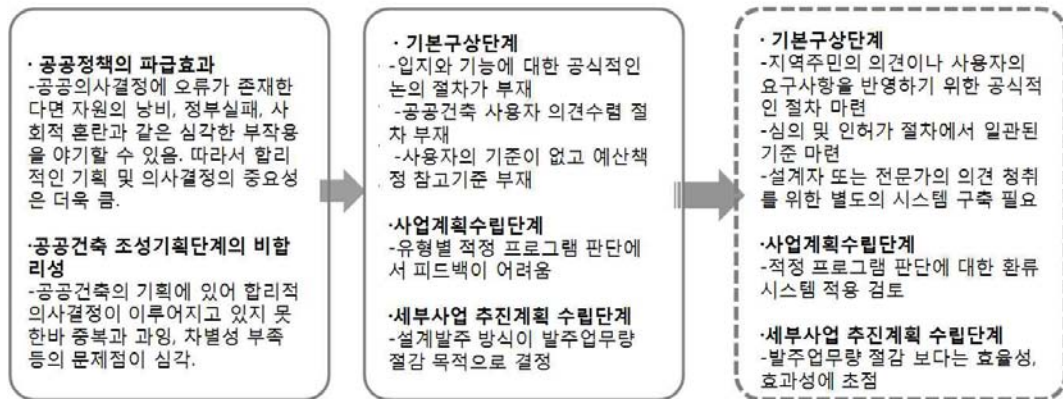 · 공공정책의 파급효과
-공공의사결정에 오류가 존재한
다면 자원의 낭비, 정부실패, 사
회적 혼란과 같은 심각한 부작용
을 야기할 수 있음. 따라서 합리
적인 기획 및 의사결정의 중요성
은 더욱 큼.
·공공건축 조성기획단계의 비합
리성
-공공건축의 기획에 있어 합리적
의사결정이 이루어지고 있지 못
한바 중복과 과잉, 차별성 부족
등의 문제점이 심각.
· 기본구상단계
-입지와 기능에 대한 공식적인
논의 절차가 부재
-공공건축 사용자 의견수렴 절
차 부재
-사용자의 기준이 없고 예산책
정 참고기준 부재
·사업계획수립단계
-유형별 적정 프로그램 판단에
서 피드백이 어려움
·세부사업 추진계획 수립단계
-설계발주 방식이 발주업무량
절감 목적으로 결정
· 기본구상단계
-지역주민의 의견이나 사용자의
요구사항을 반영하기 위한 공식적
인 절차 마련
-심의 및 인허가 절차에서 일관된
기준 마련
-설계자 또는 전문가의 의견 청취
를 위한 별도의 시스템 구축 필요
·사업계획수립단계
-적정 프로그램 판단에 대한 환류
시스템 적용 검토
·세부사업 추진계획 수립단계
-발주업무량 절감 보다는 효율성,
효과성에 초점